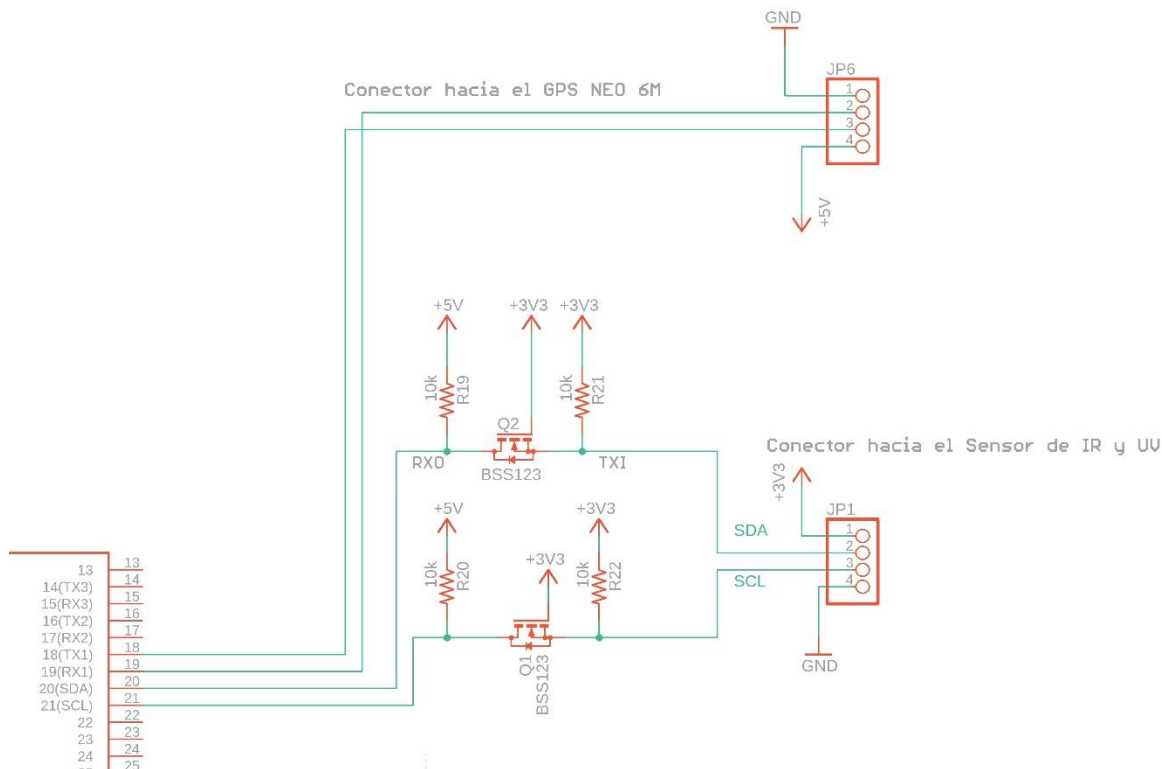 GND
JP6
Conector hacia el GPS NEO 6M
1
2
3
4
+5V
+5V
+3V3
+3V3
10k
R19
10k
R21
Q2
RXO
TXI
BSS123
Conector hacia el Sensor de IR y UV
+3V3
JP1
1
2
3
4
SDA
SCL
GND
+5V
+3V3
+3V3
10k
R20
10k
R22
Q1
BSS123
13 13
14(TX3) 14
15(RX3) 15
16(TX2) 16
17(RX2) 17
18(TX1) 18
19(RX1) 19
20(SDA) 20
21(SCL) 21
22 22
23 23
24 24
25